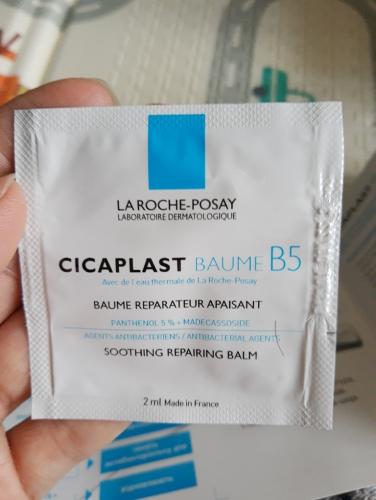 LA ROCHE-POSAY
LABORATOIRE DERMATOLOGIQUE
CICAPLAST BAUME B5
Avec de l'eau thermale de La Roche-Posay
BAUME REPARATEUR APAISANT
PANTHENOL 5 % + MADECASSOSIDE
AGENTS ANTIBACTERIENS / ANTIBACTERIAL AGENTS
SOOTHING REPAIRING BALM
2 ml Made in France